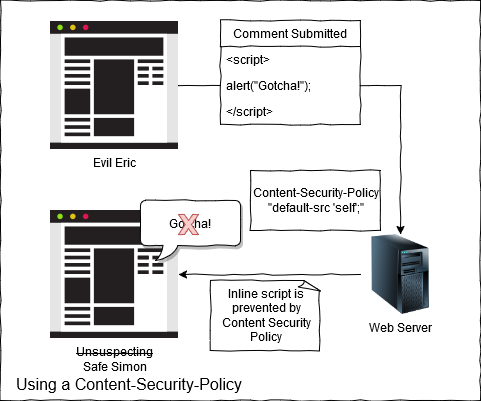 Comment Submitted
<script>
alert("Gotcha!");
</script>
Evil Eric
Content-Security-Policy
"default-src 'self';"
Gotcha!
Inline script is
prevented by
Content Security
Policy
Web Server
Unsuspecting
Safe Simon
Using a Content-Security-Policy